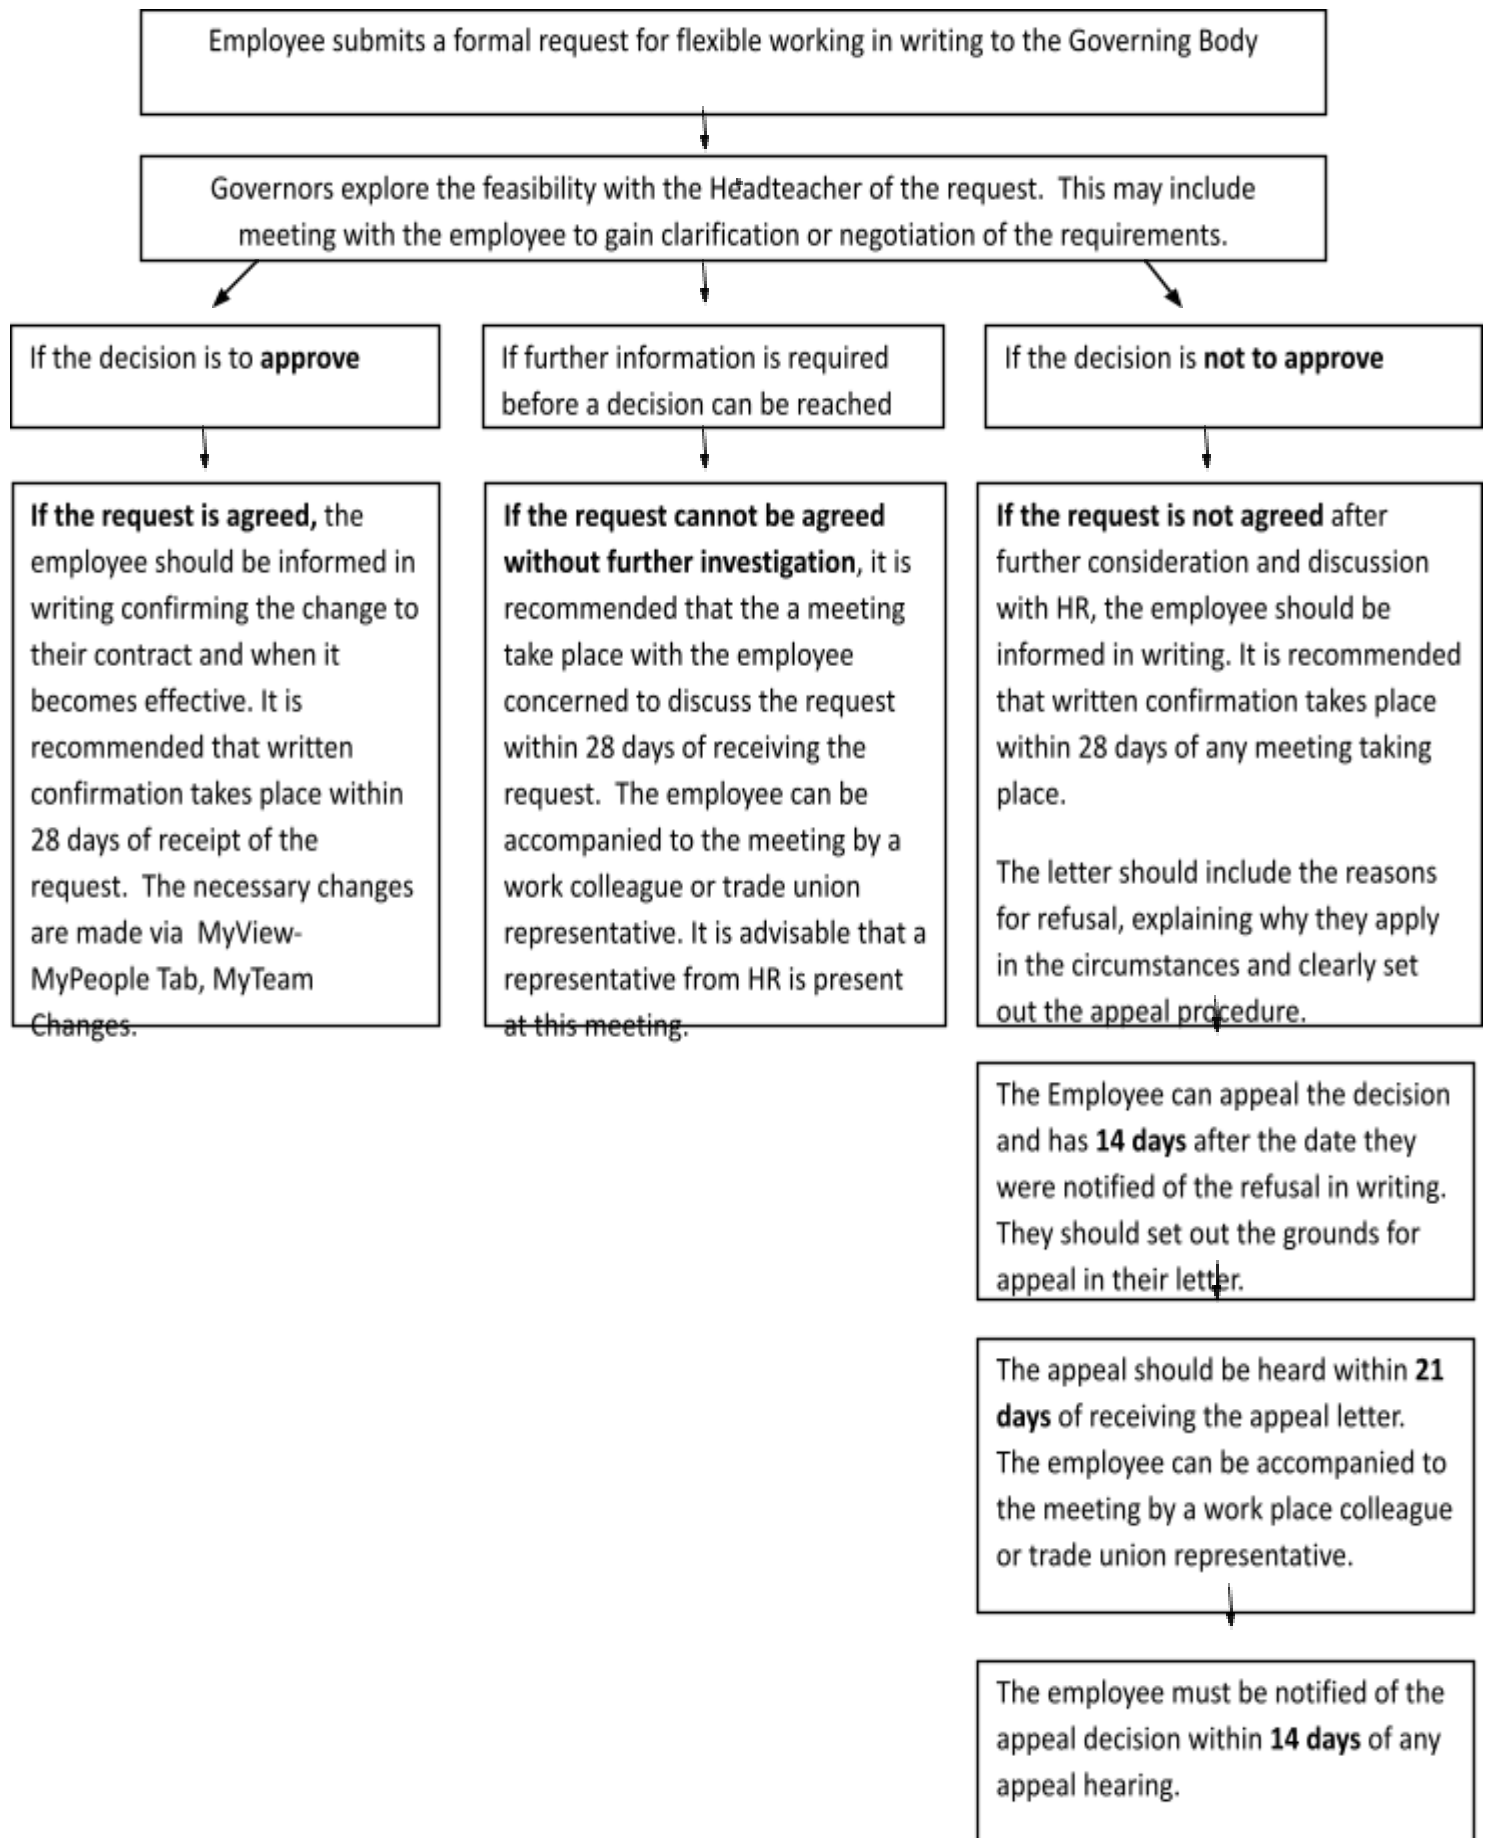 Employee submits a formal request for flexible working in writing to the Governing Body
Governors explore the feasibility with the Headteacher of the request.  This may include
meeting with the employee to gain clarification or negotiation of the requirements.
If the decision is to approve
If further information is required
before a decision can be reached
If the decision is not to approve
If the request is agreed, the
employee should be informed in
writing confirming the change to
their contract and when it
becomes effective. It is
recommended that written
confirmation takes place within
28 days of receipt of the
request.  The necessary changes
are made via  MyView-
MyPeople Tab, MyTeam
Changes.
If the request cannot be agreed
without further investigation, it is
recommended that the a meeting
take place with the employee
concerned to discuss the request
within 28 days of receiving the
request.  The employee can be
accompanied to the meeting by a
work colleague or trade union
representative. It is advisable that a
representative from HR is present
at this meeting.
If the request is not agreed after
further consideration and discussion
with HR, the employee should be
informed in writing. It is recommended
that written confirmation takes place
within 28 days of any meeting taking
place.
The letter should include the reasons
for refusal, explaining why they apply
in the circumstances and clearly set
out the appeal procedure.
The Employee can appeal the decision
and has 14 days after the date they
were notified of the refusal in writing.
They should set out the grounds for
appeal in their letter.
The appeal should be heard within 21
days of receiving the appeal letter.
The employee can be accompanied to
the meeting by a work place colleague
or trade union representative.
The employee must be notified of the
appeal decision within 14 days of any
appeal hearing.